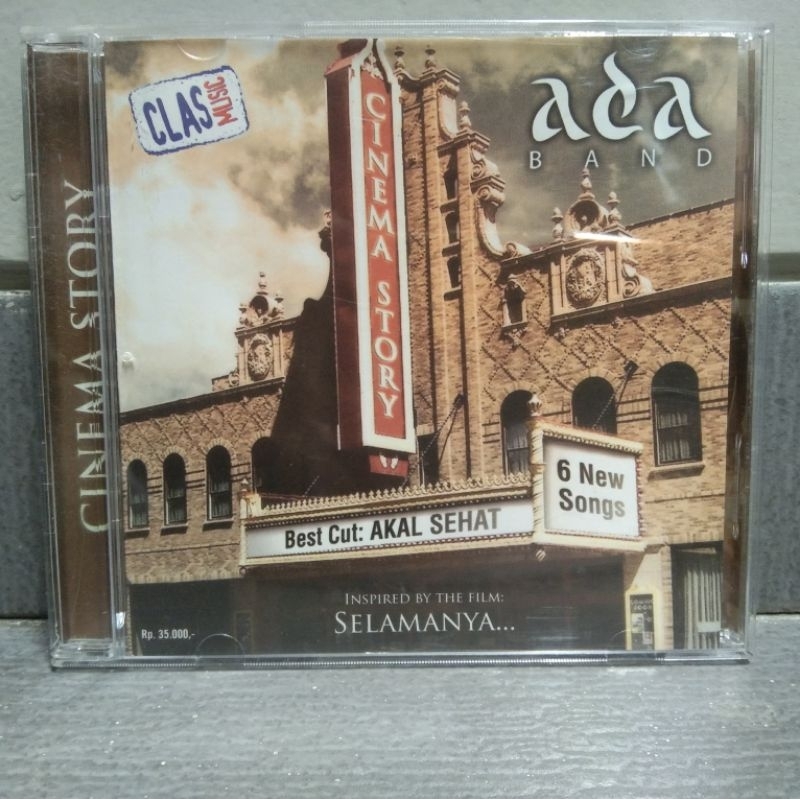 CINEMA STORY
CLAS
MUSIC
CINEMA STORY
ada
BAND
6 New
Songs
Best Cut: AKAL SEHAT
INSPIRED BY THE FILM:
SELAMANYA...
Rp. 35.000,-